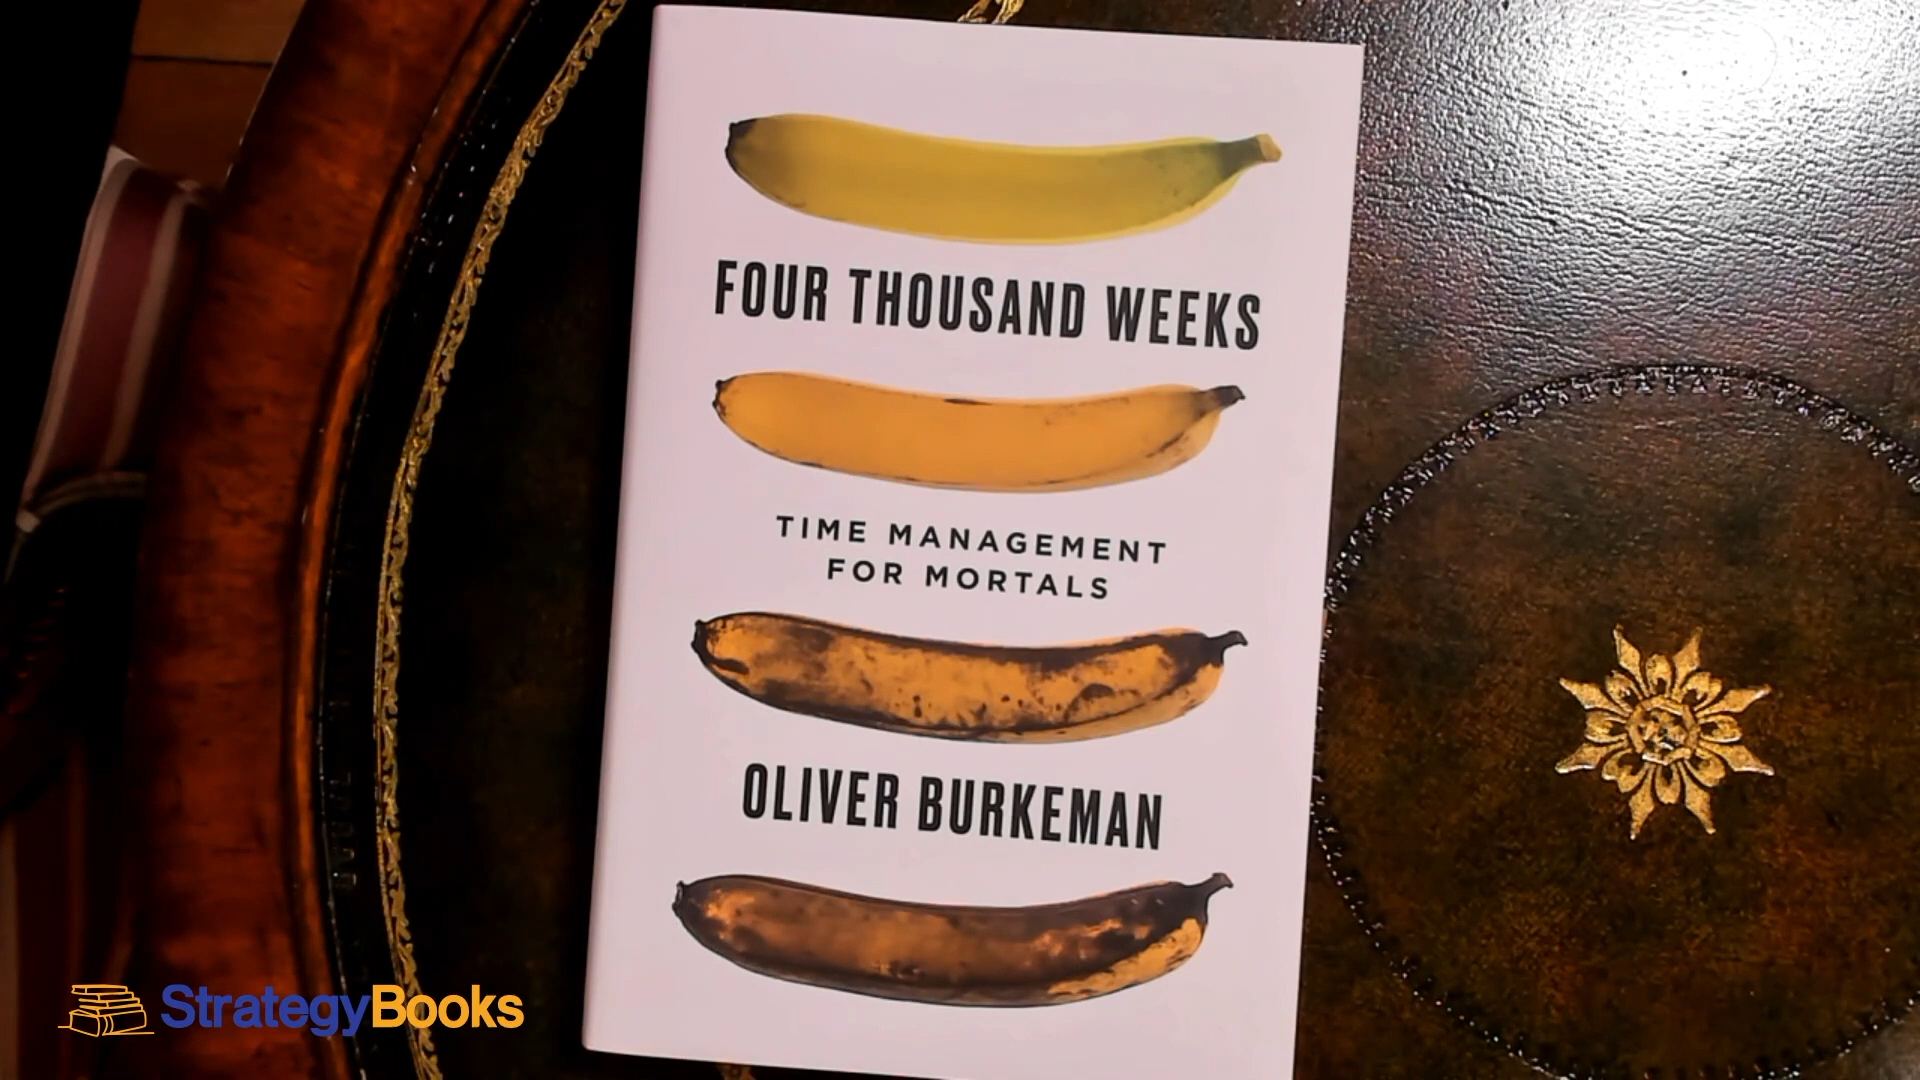 FOUR THOUSAND WEEKS
TIME MANAGEMENT
FOR MORTALS
OLIVER BURKEMAN
StrategyBooks